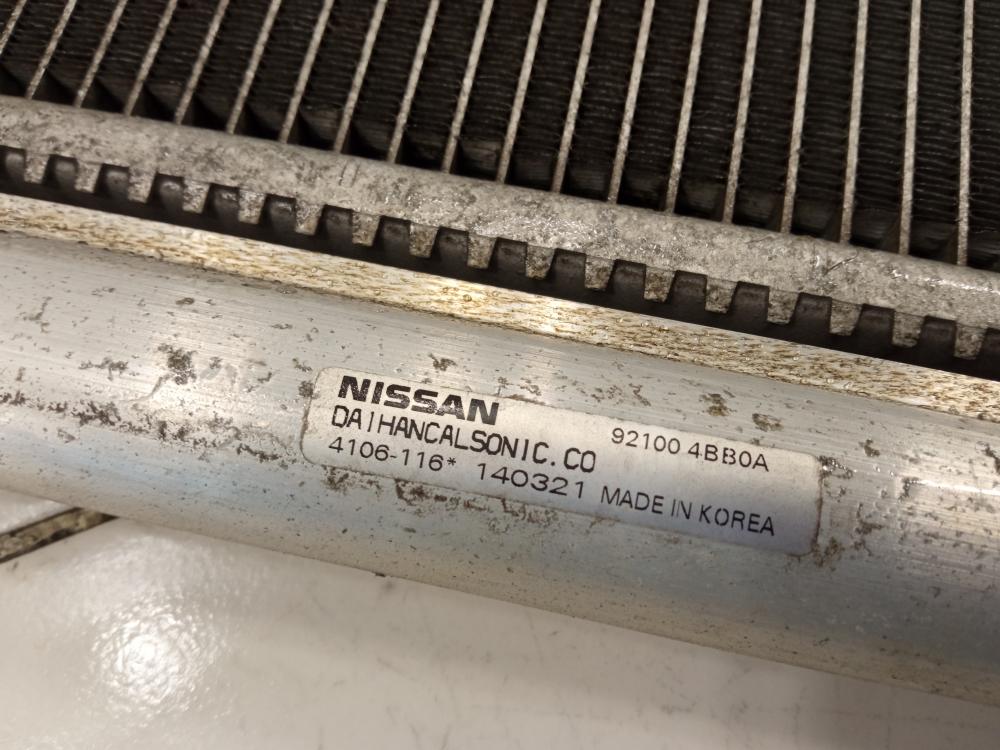 NISSAN
DAIHANCALSONIC.CO 92100 4BB0A
4106-116* 140321 MADE IN KOREA